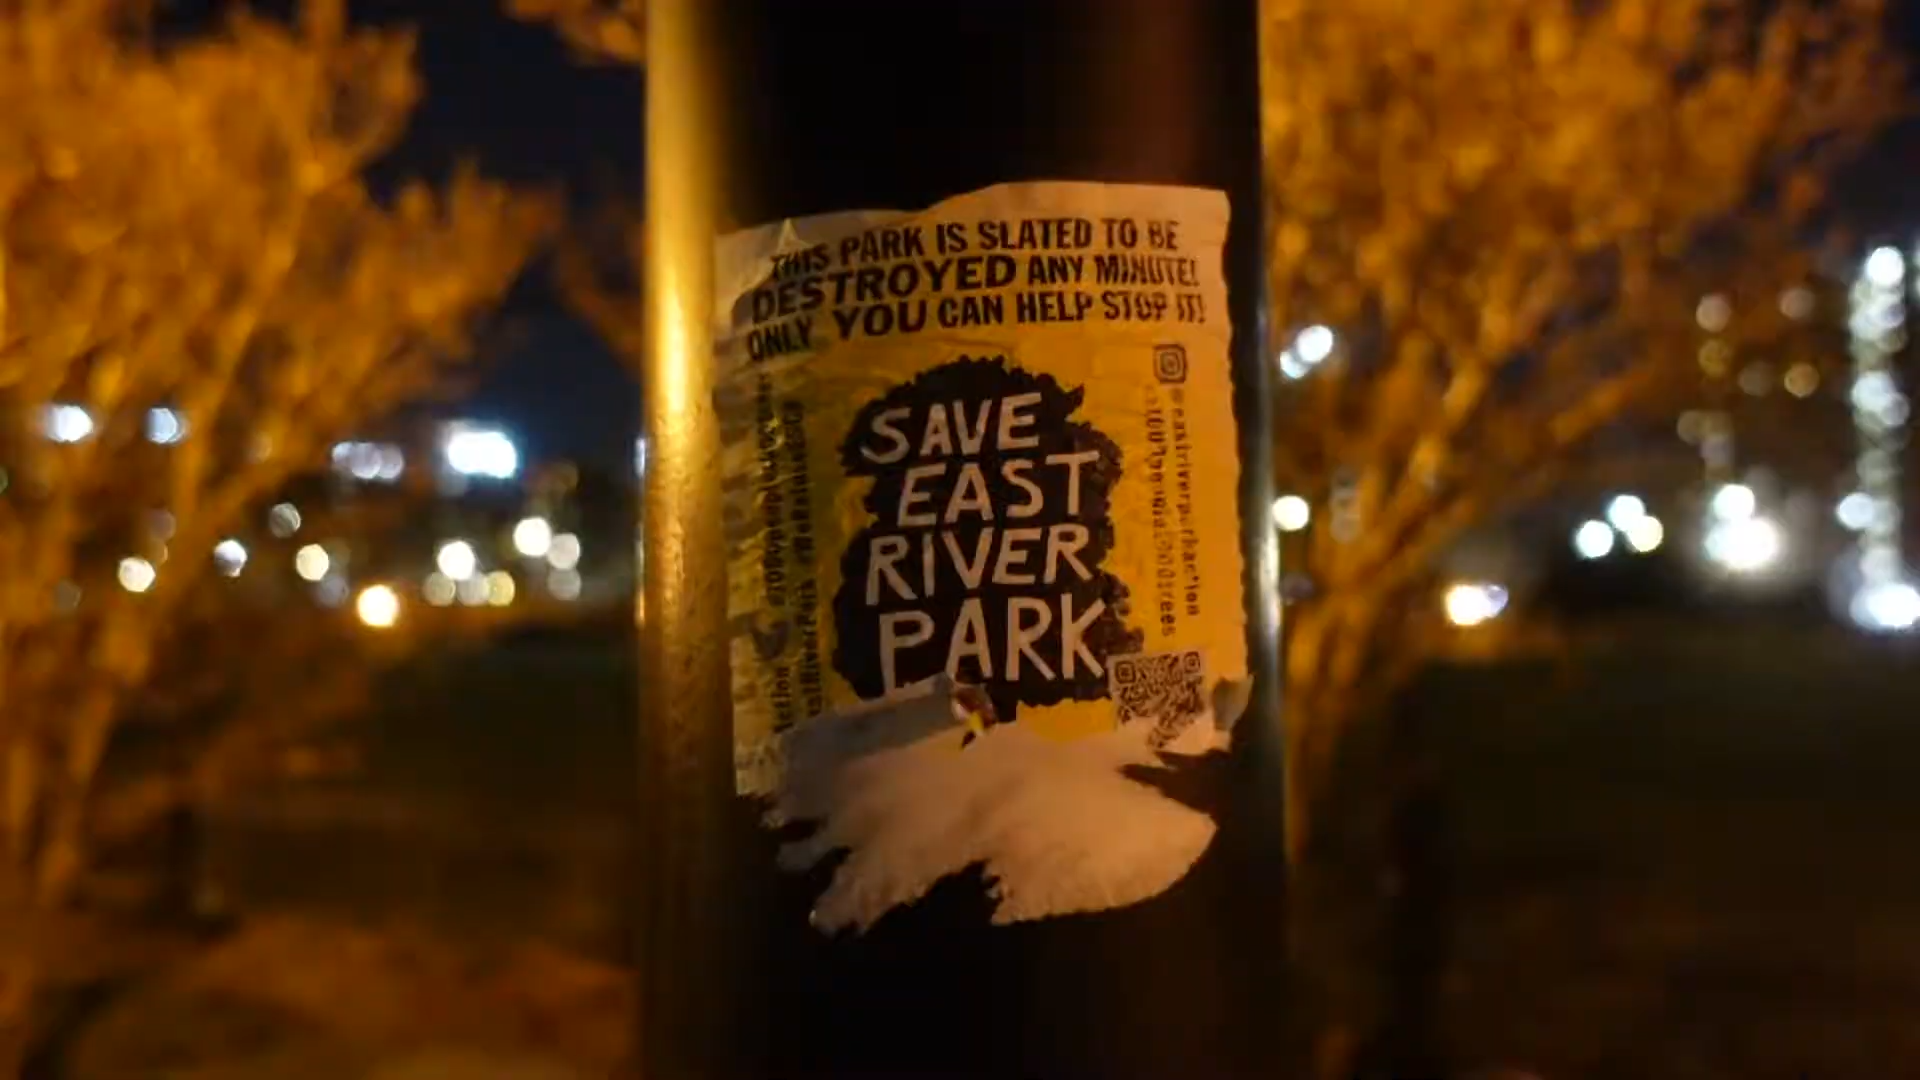 THIS PARK IS SLATED TO BE
DESTROYED ANY MINUTE!
ONLY YOU CAN HELP STOP IT!
SAVE
EAST
RIVER
PARK
@eastriverparkaction